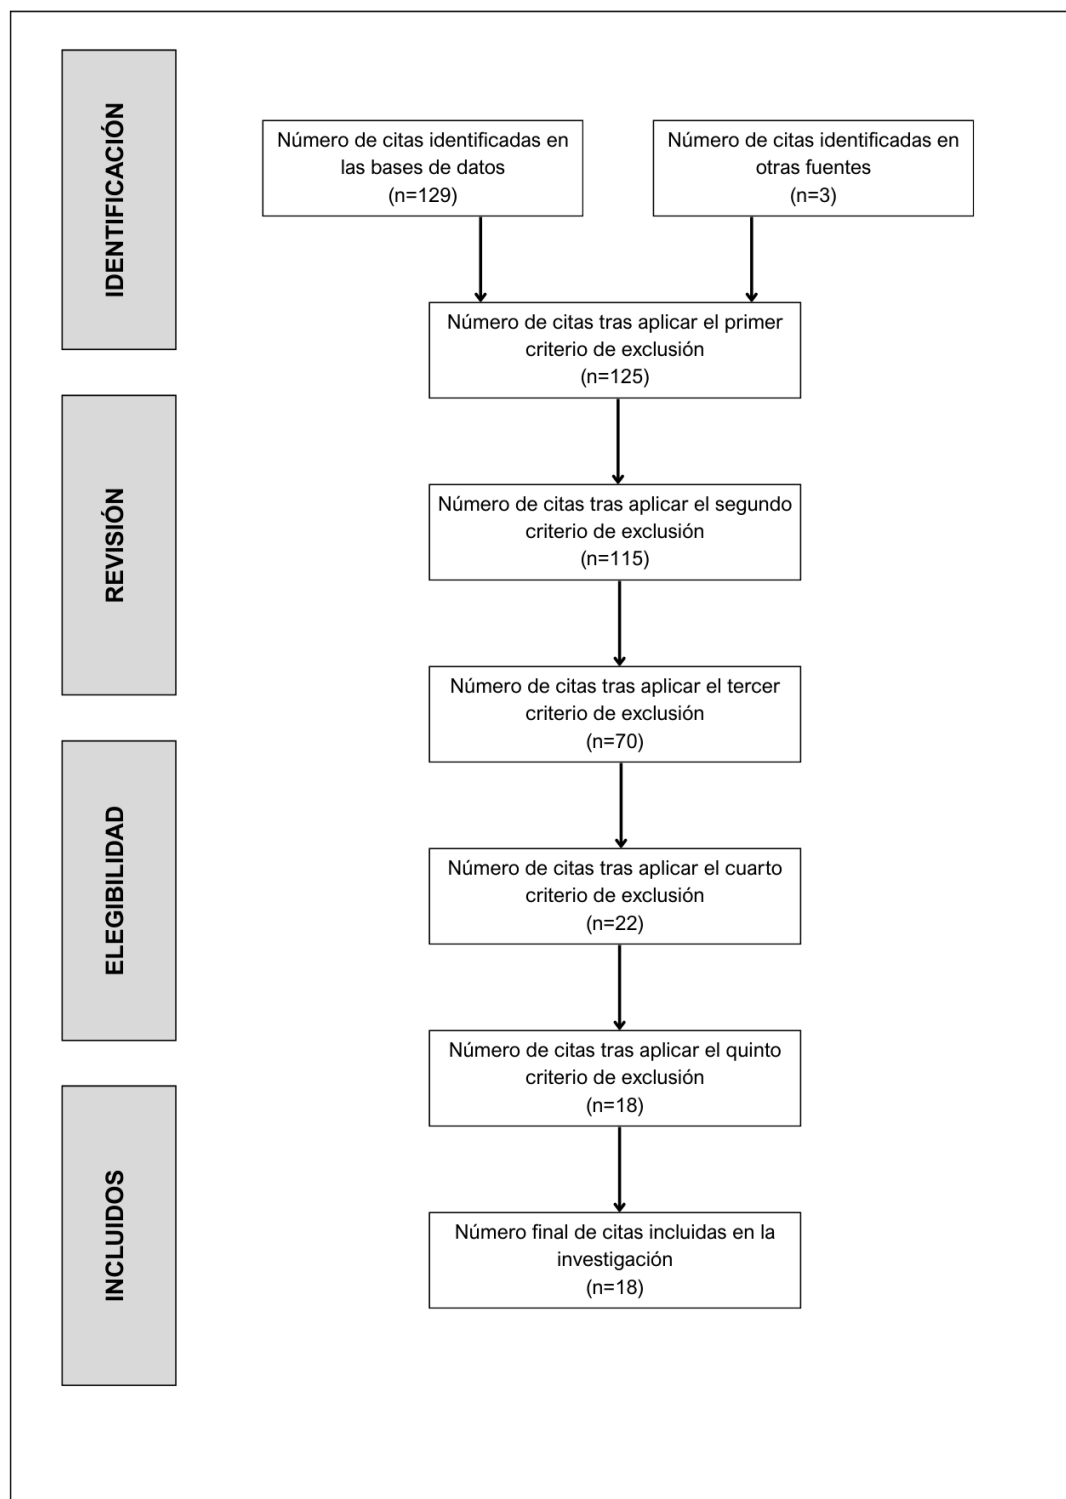 IDENTIFICACIÓN
Número de citas identificadas en
las bases de datos
(n=129)
Número de citas identificadas en
otras fuentes
(n=3)
Número de citas tras aplicar el primer
criterio de exclusión
(n=125)
REVISIÓN
Número de citas tras aplicar el segundo
criterio de exclusión
(n=115)
Número de citas tras aplicar el tercer
criterio de exclusión
(n=70)
ELEGIBILIDAD
Número de citas tras aplicar el cuarto
criterio de exclusión
(n=22)
Número de citas tras aplicar el quinto
criterio de exclusión
(n=18)
INCLUIDOS
Número final de citas incluidas en la
investigación
(n=18)